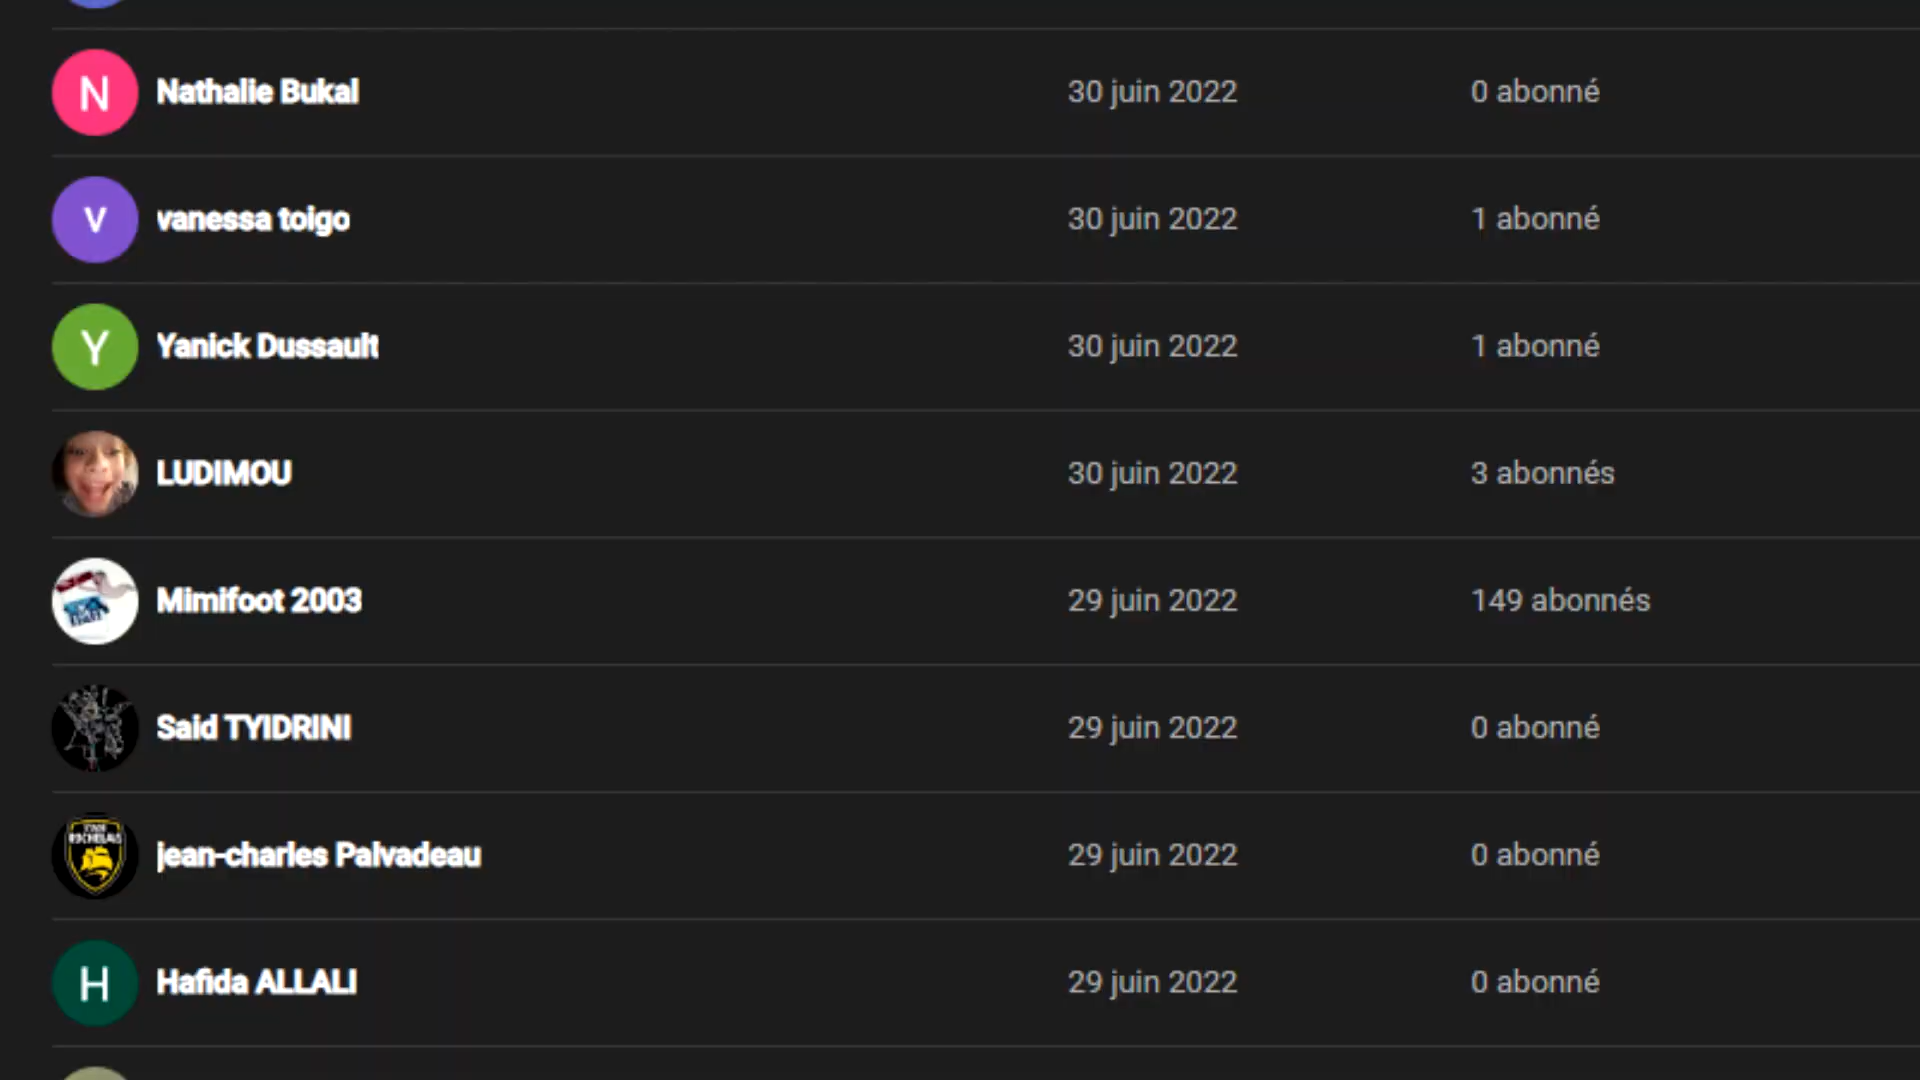 N Nathalie Bukal 30 juin 2022 0 abonné
v vanessa toigo 30 juin 2022 1 abonné
Y Yanick Dussault 30 juin 2022 1 abonné
LUDIMOU 30 juin 2022 3 abonnés
Mimifoot 2003 29 juin 2022 149 abonnés
Said TYIDRINI 29 juin 2022 0 abonné
jean-charles Palvadeau 29 juin 2022 0 abonné
H Hafida ALLALI 29 juin 2022 0 abonné